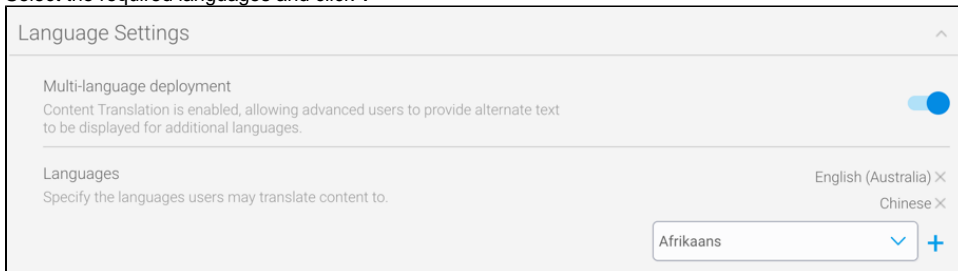 Select the required languages and click .
Language Settings
Multi-language deployment
Content Translation is enabled, allowing advanced users to provide alternate text
to be displayed for additional languages.
Languages
Specify the languages users may translate content to.
English (Australia) ×
Chinese ×
Afrikaans